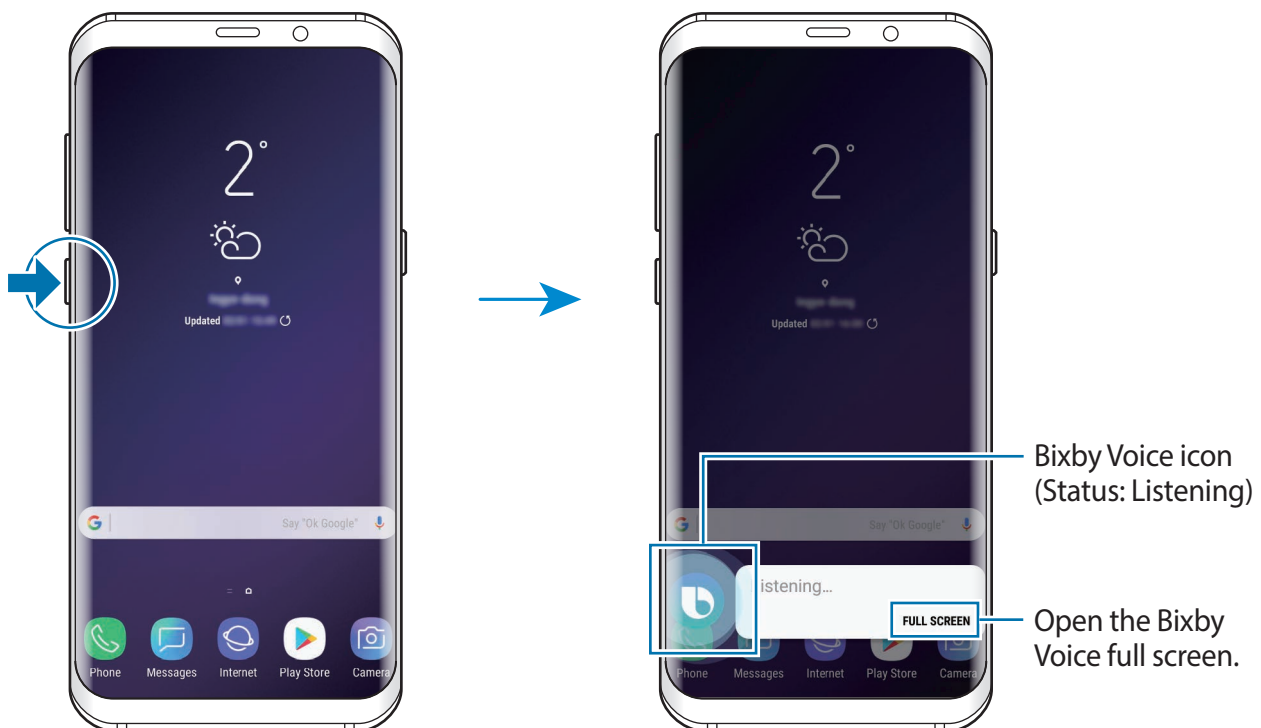 2°
Updated
G
Say "Ok Google"
Phone
Messages
Internet
Play Store
Camera
2°
Updated
G
Say "Ok Google"
Bixby Voice icon
(Status: Listening)
istening...
FULL SCREEN
Open the Bixby
Voice full screen.
Phone
Messages
Internet
Play Store
Camera